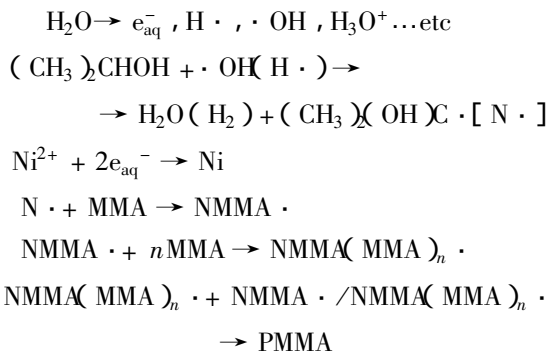 H₂O → e⁻ₐq , H · , · OH , H₃O⁺ …etc
( CH₃ )₂CHOH + · OH( H · ) →
→ H₂O( H₂ ) + ( CH₃ )₂( OH )C · [ N · ]
Ni²⁺ + 2eₐq⁻ → Ni
N · + MMA → NMMA ·
NMMA · + nMMA → NMMA( MMA )ₙ ·
NMMA( MMA )ₙ · + NMMA · /NMMA( MMA )ₙ ·
→ PMMA